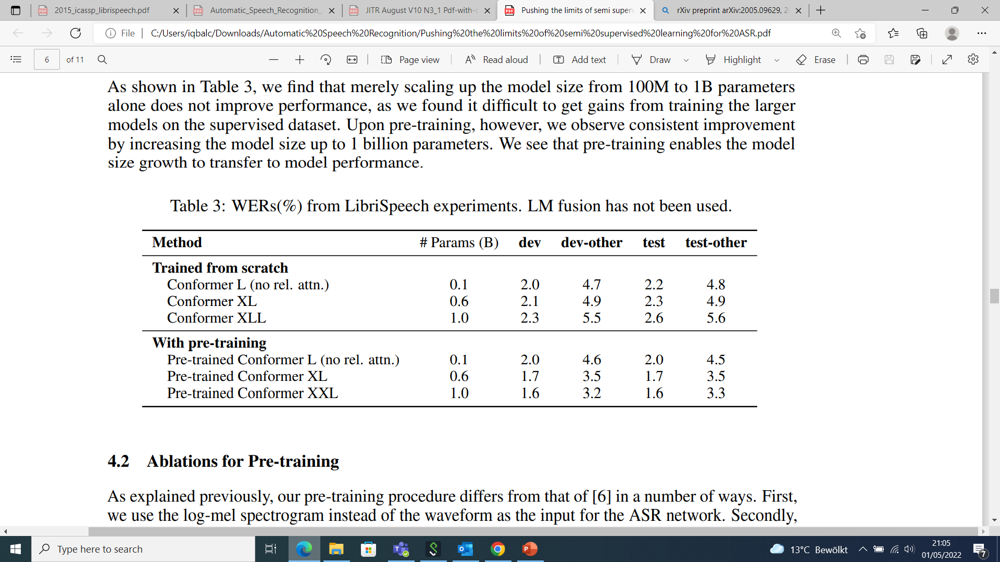 2015_icassp_librispeech.pdf
Automatic_Speech_Recognition_
JITR August V10 N3_1 Pdf-with-
Pushing the limits of semi superv
rXiv preprint arXiv:2005.09629, 2
File
C:/Users/iqbalc/Downloads/Automatic%20Speech%20Recognition/Pushing%20the%20limits%20of%20semi%20supervised%20learning%20for%20ASR.pdf
6 of 11
Page view
Read aloud
Add text
Draw
Highlight
Erase
As shown in Table 3, we find that merely scaling up the model size from 100M to 1B parameters
alone does not improve performance, as we found it difficult to get gains from training the larger
models on the supervised dataset. Upon pre-training, however, we observe consistent improvement
by increasing the model size up to 1 billion parameters. We see that pre-training enables the model
size growth to transfer to model performance.
Table 3: WERs(%) from LibriSpeech experiments. LM fusion has not been used.
Method # Params (B) dev dev-other test test-other
Trained from scratch
Conformer L (no rel. attn.) 0.1 2.0 4.7 2.2 4.8
Conformer XL 0.6 2.1 4.9 2.3 4.9
Conformer XLL 1.0 2.3 5.5 2.6 5.6
With pre-training
Pre-trained Conformer L (no rel. attn.) 0.1 2.0 4.6 2.0 4.5
Pre-trained Conformer XL 0.6 1.7 3.5 1.7 3.5
Pre-trained Conformer XXL 1.0 1.6 3.2 1.6 3.3
4.2 Ablations for Pre-training
As explained previously, our pre-training procedure differs from that of [6] in a number of ways. First,
we use the log-mel spectrogram instead of the waveform as the input for the ASR network. Secondly,
Type here to search
13°C Bewölkt
21:05
01/05/2022
7